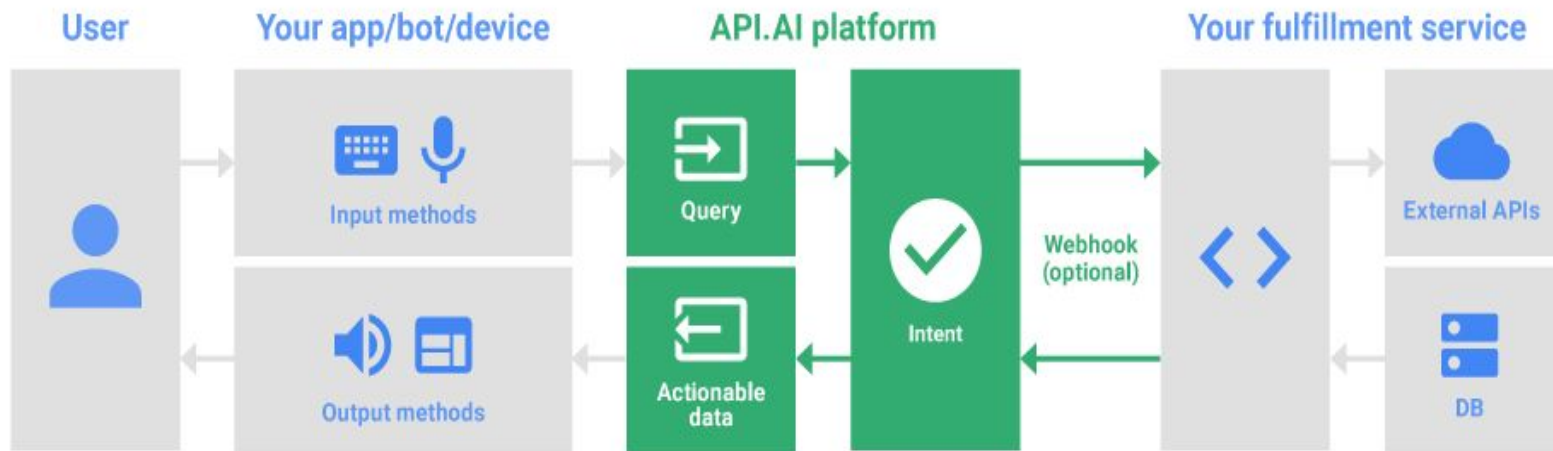 User
Your app/bot/device
API.AI platform
Your fulfillment service
Input methods
Query
External APIs
Webhook
(optional)
Intent
Output methods
Actionable
data
DB